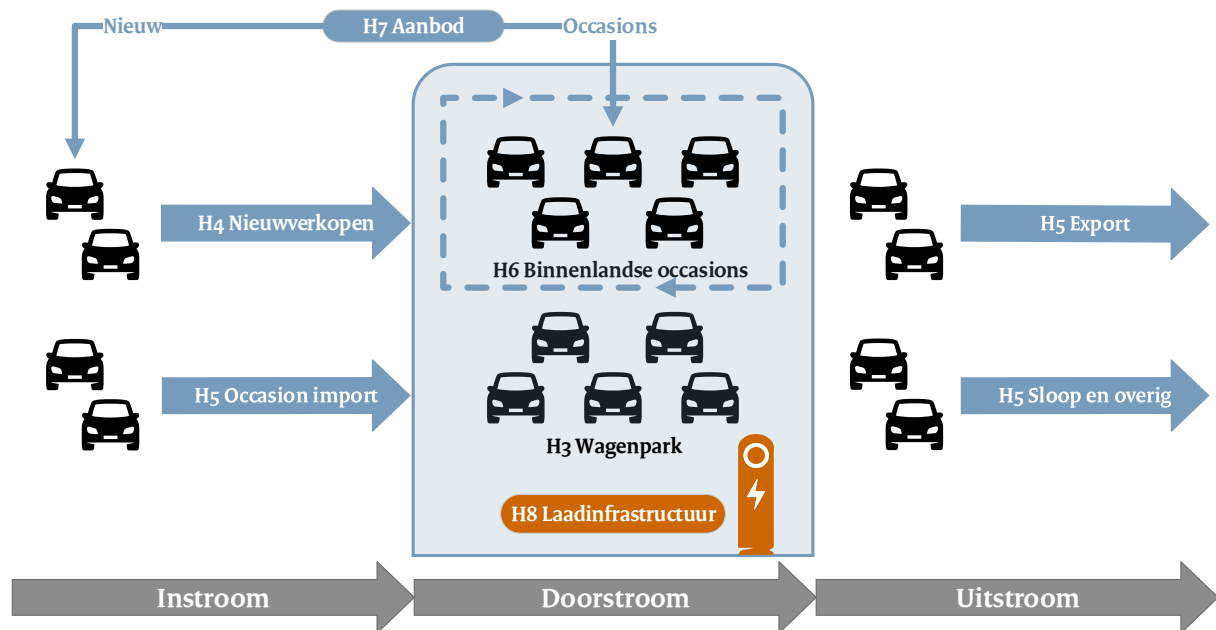 Nieuw
H7 Aanbod
Occasions
H4 Nieuwverkopen
H6 Binnenlandse occasions
H5 Export
H5 Occasion import
H3 Wagenpark
H5 Sloop en overig
H8 Laadinfrastructuur
Instroom
Doorstroom
Uitstroom